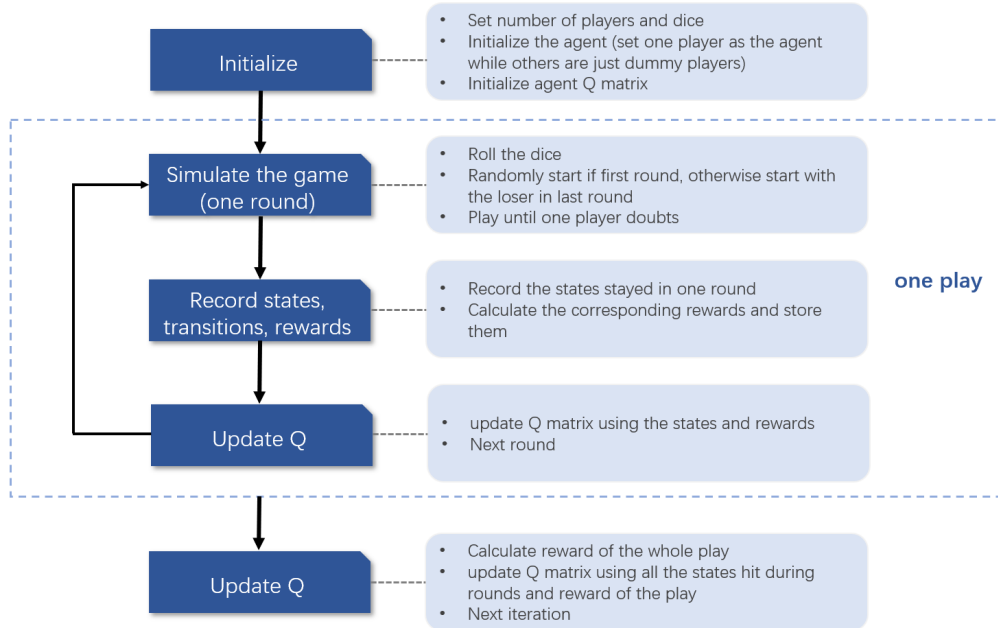 Initialize
• Set number of players and dice
• Initialize the agent (set one player as the agent
while others are just dummy players)
• Initialize agent Q matrix
Simulate the game
(one round)
• Roll the dice
• Randomly start if first round, otherwise start with
the loser in last round
• Play until one player doubts
one play
Record states,
transitions, rewards
• Record the states stayed in one round
• Calculate the corresponding rewards and store
them
Update Q
• update Q matrix using the states and rewards
• Next round
Update Q
• Calculate reward of the whole play
• update Q matrix using all the states hit during
rounds and reward of the play
• Next iteration